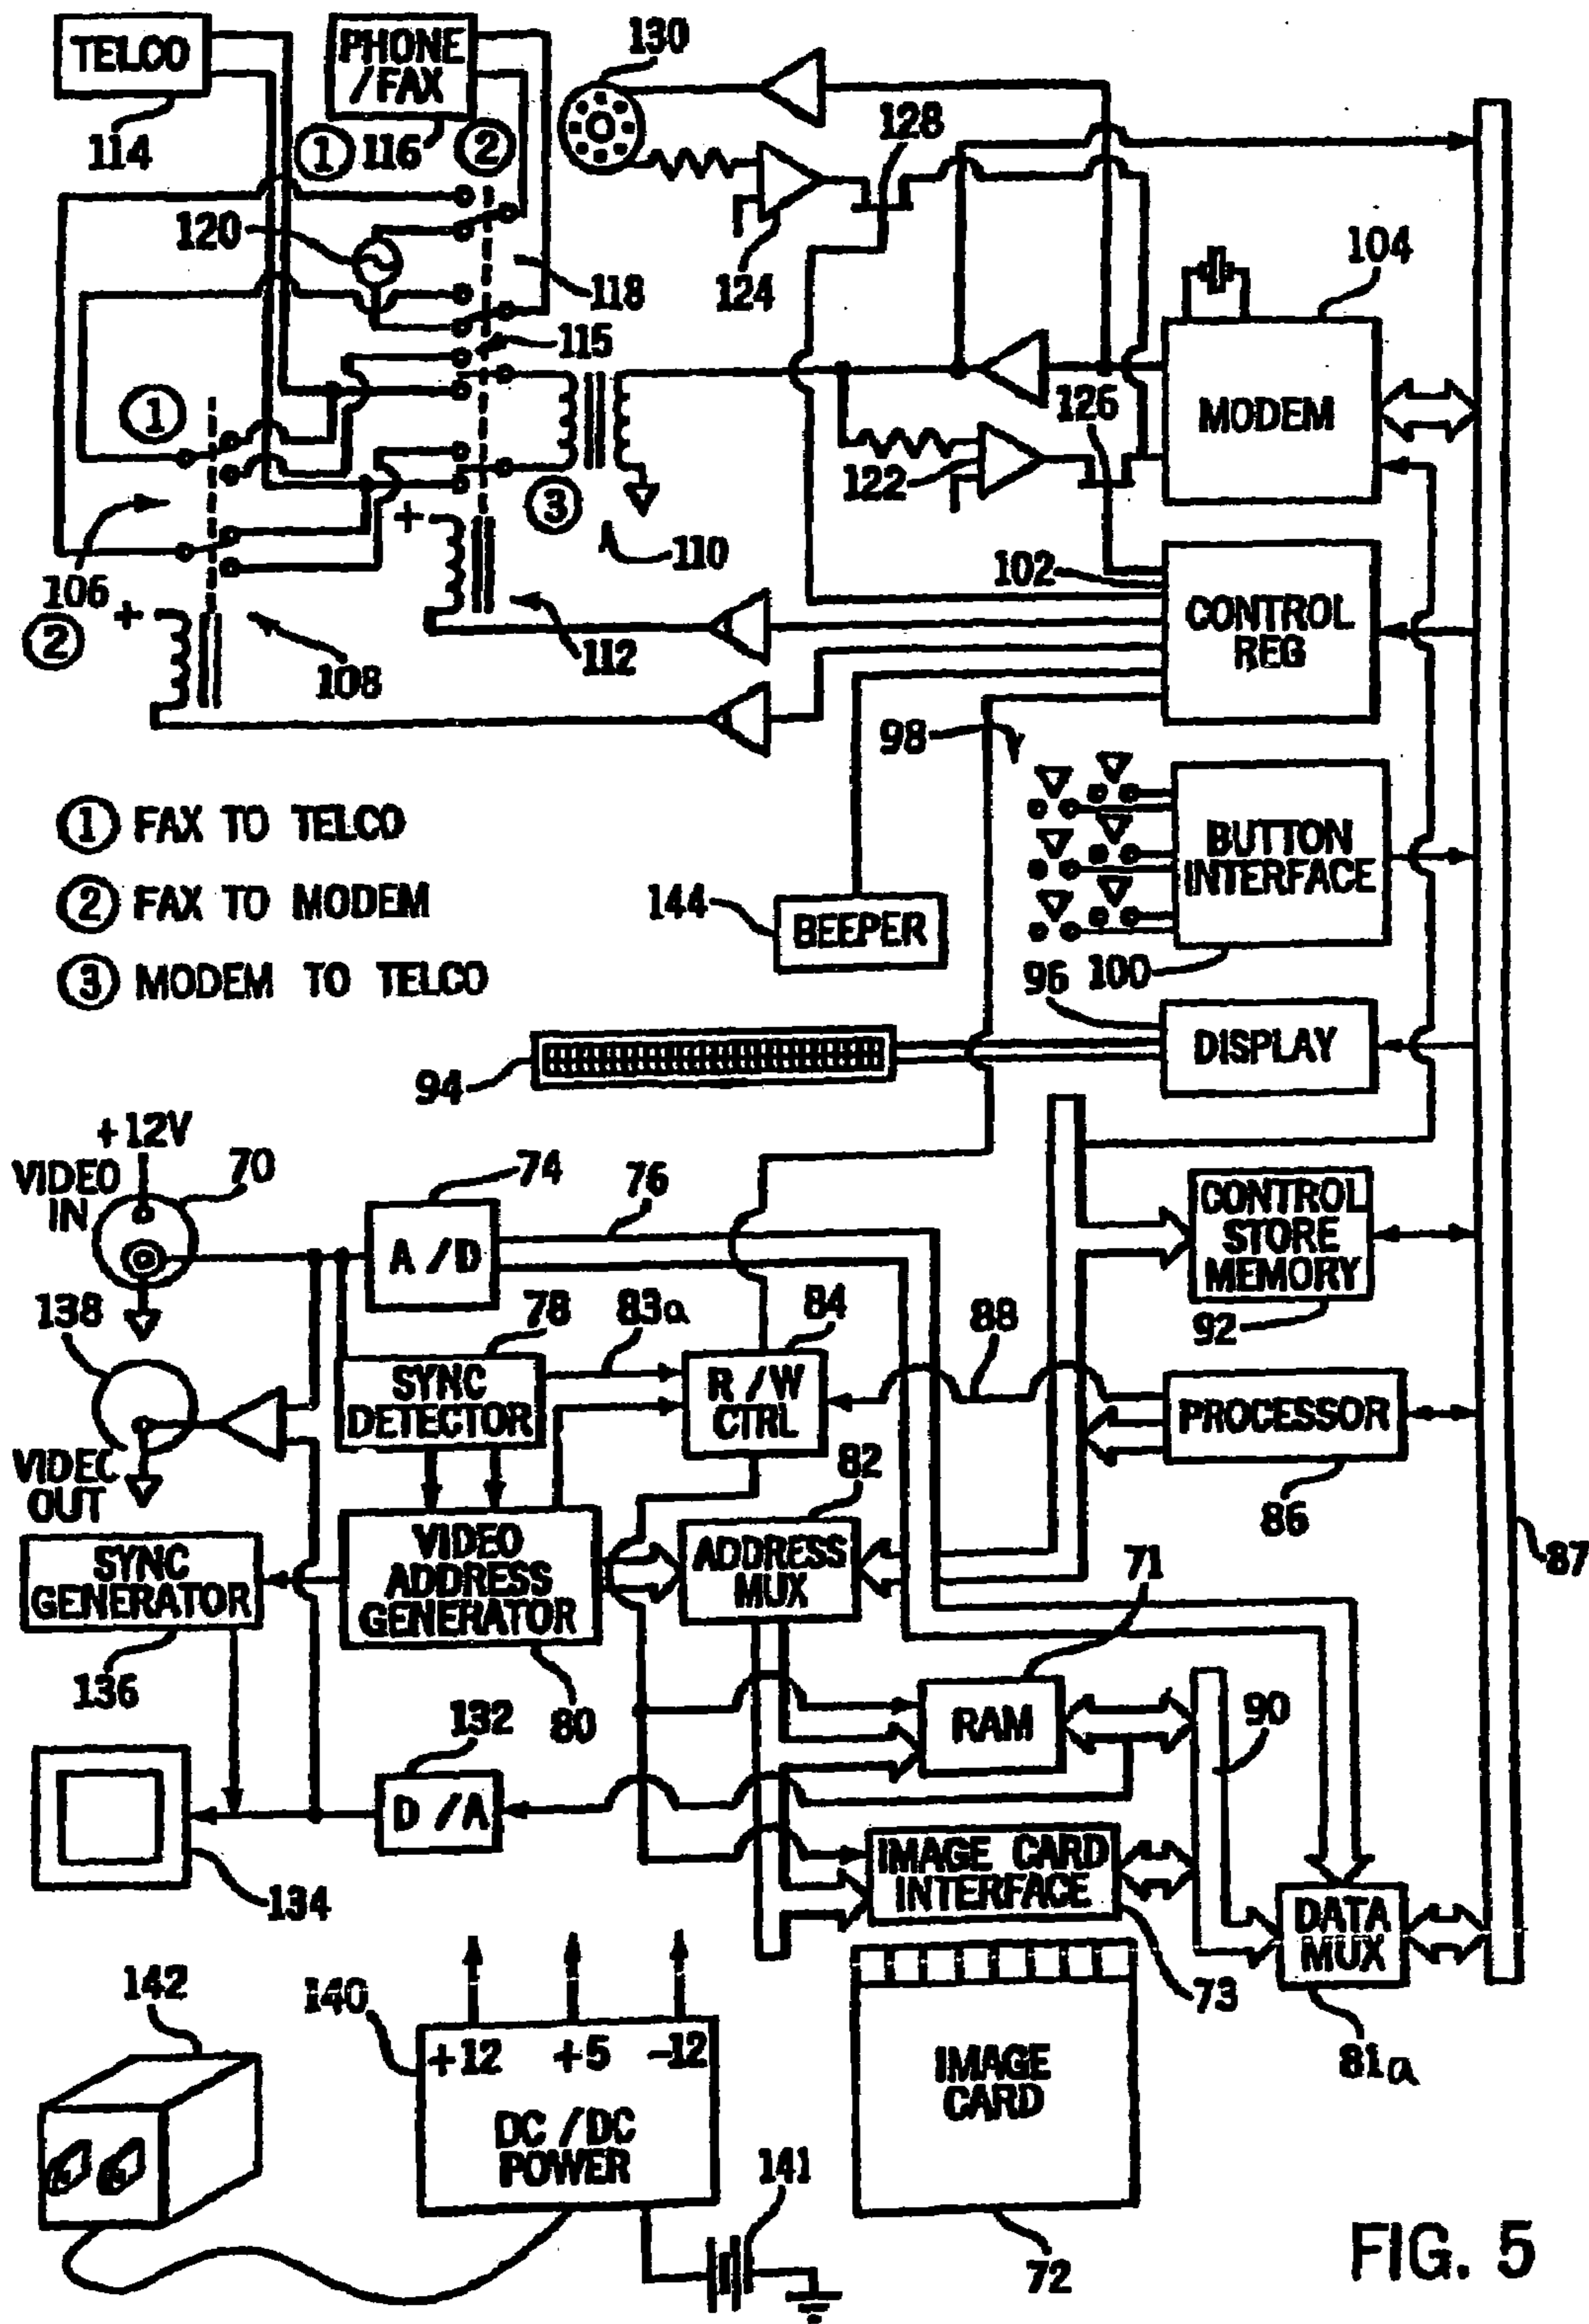 TELCO
114
PHONE
/FAX
① 116 ②
130
128
120
124
118
104
115
①
MODEM
126
122
③
106
②
+
+
110
102
CONTROL
REG
108
112
98
① FAX TO TELCO
② FAX TO MODEM
③ MODEM TO TELCO
BUTTON
INTERFACE
144
BEEPER
96
100
DISPLAY
94
+12V
VIDEO
IN
70
74
76
A/D
CONTROL
STORE
MEMORY
92
138
78
83a
84
88
SYNC
DETECTOR
R/W
CTRL
PROCESSOR
86
VIDEC
OUT
82
SYNC
GENERATOR
136
VIDEO
ADDRESS
GENERATOR
80
ADDRESS
MUX
71
87
RAM
90
132
D/A
134
IMAGE CARD
INTERFACE
73
DATA
MUX
81a
142
140
+12 +5 -12
DC/DC
POWER
141
IMAGE
CARD
72
FIG. 5